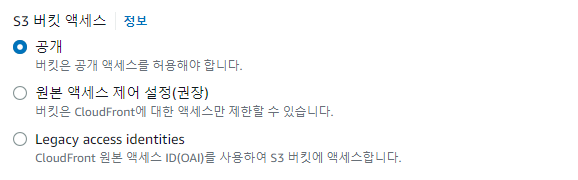 S3 버킷 액세스 정보
공개
버킷은 공개 액세스를 허용해야 합니다.
원본 액세스 제어 설정(권장)
버킷은 CloudFront에 대한 액세스만 제한할 수 있습니다.
Legacy access identities
CloudFront 원본 액세스 ID(OAI)를 사용하여 S3 버킷에 액세스합니다.